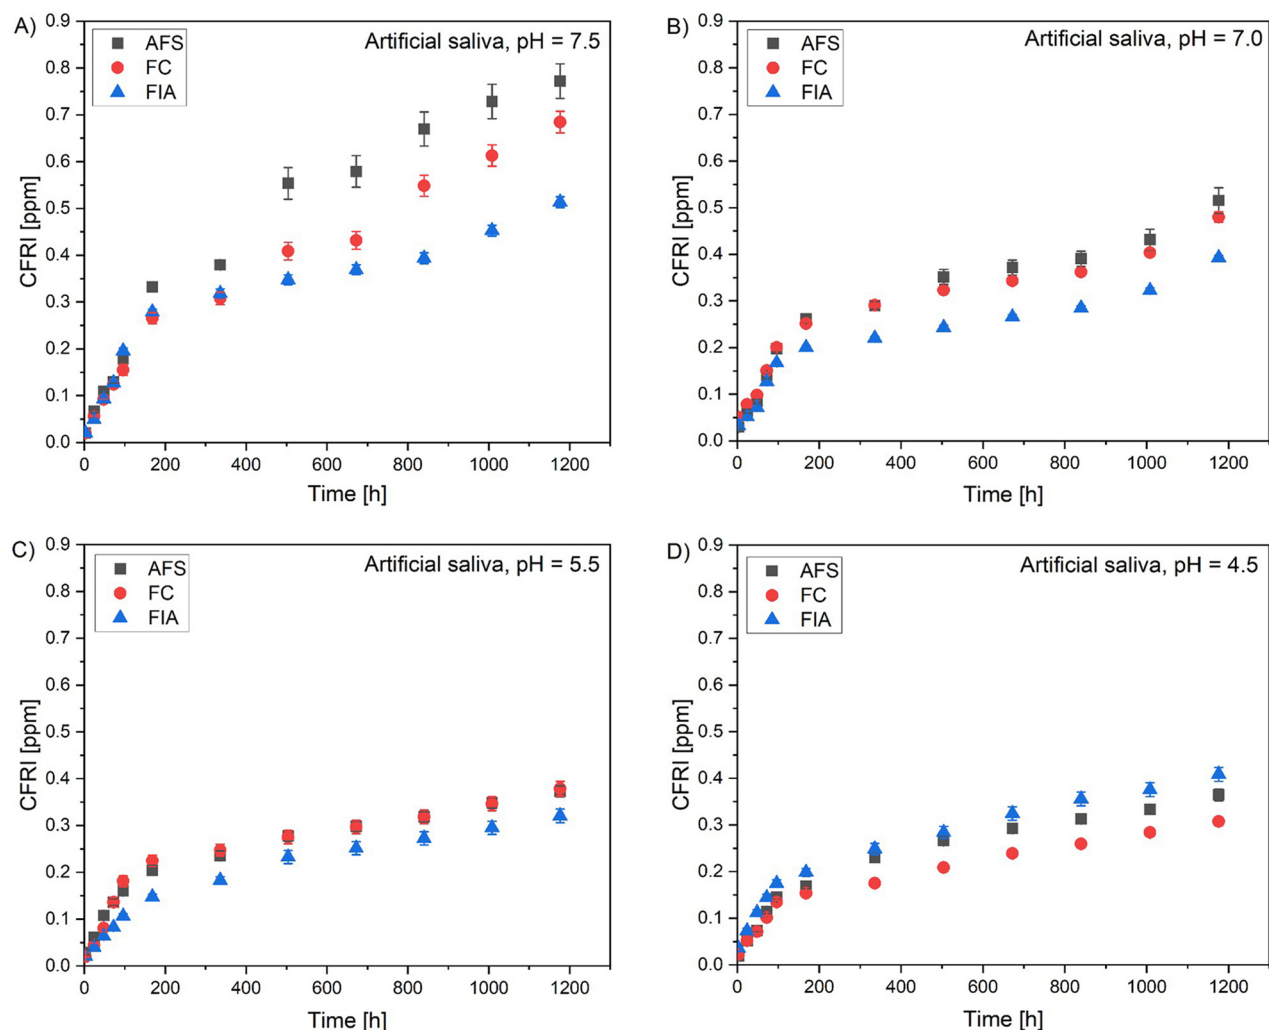 A)
Artificial saliva, pH = 7.5
AFS
FC
FIA
CFRI [ppm]
0.9
0.8
0.7
0.6
0.5
0.4
0.3
0.2
0.1
0.0
0 200 400 600 800 1000 1200
Time [h]
B)
Artificial saliva, pH = 7.0
AFS
FC
FIA
CFRI [ppm]
0.9
0.8
0.7
0.6
0.5
0.4
0.3
0.2
0.1
0.0
0 200 400 600 800 1000 1200
Time [h]
C)
Artificial saliva, pH = 5.5
AFS
FC
FIA
CFRI [ppm]
0.9
0.8
0.7
0.6
0.5
0.4
0.3
0.2
0.1
0.0
0 200 400 600 800 1000 1200
Time [h]
D)
Artificial saliva, pH = 4.5
AFS
FC
FIA
CFRI [ppm]
0.9
0.8
0.7
0.6
0.5
0.4
0.3
0.2
0.1
0.0
0 200 400 600 800 1000 1200
Time [h]